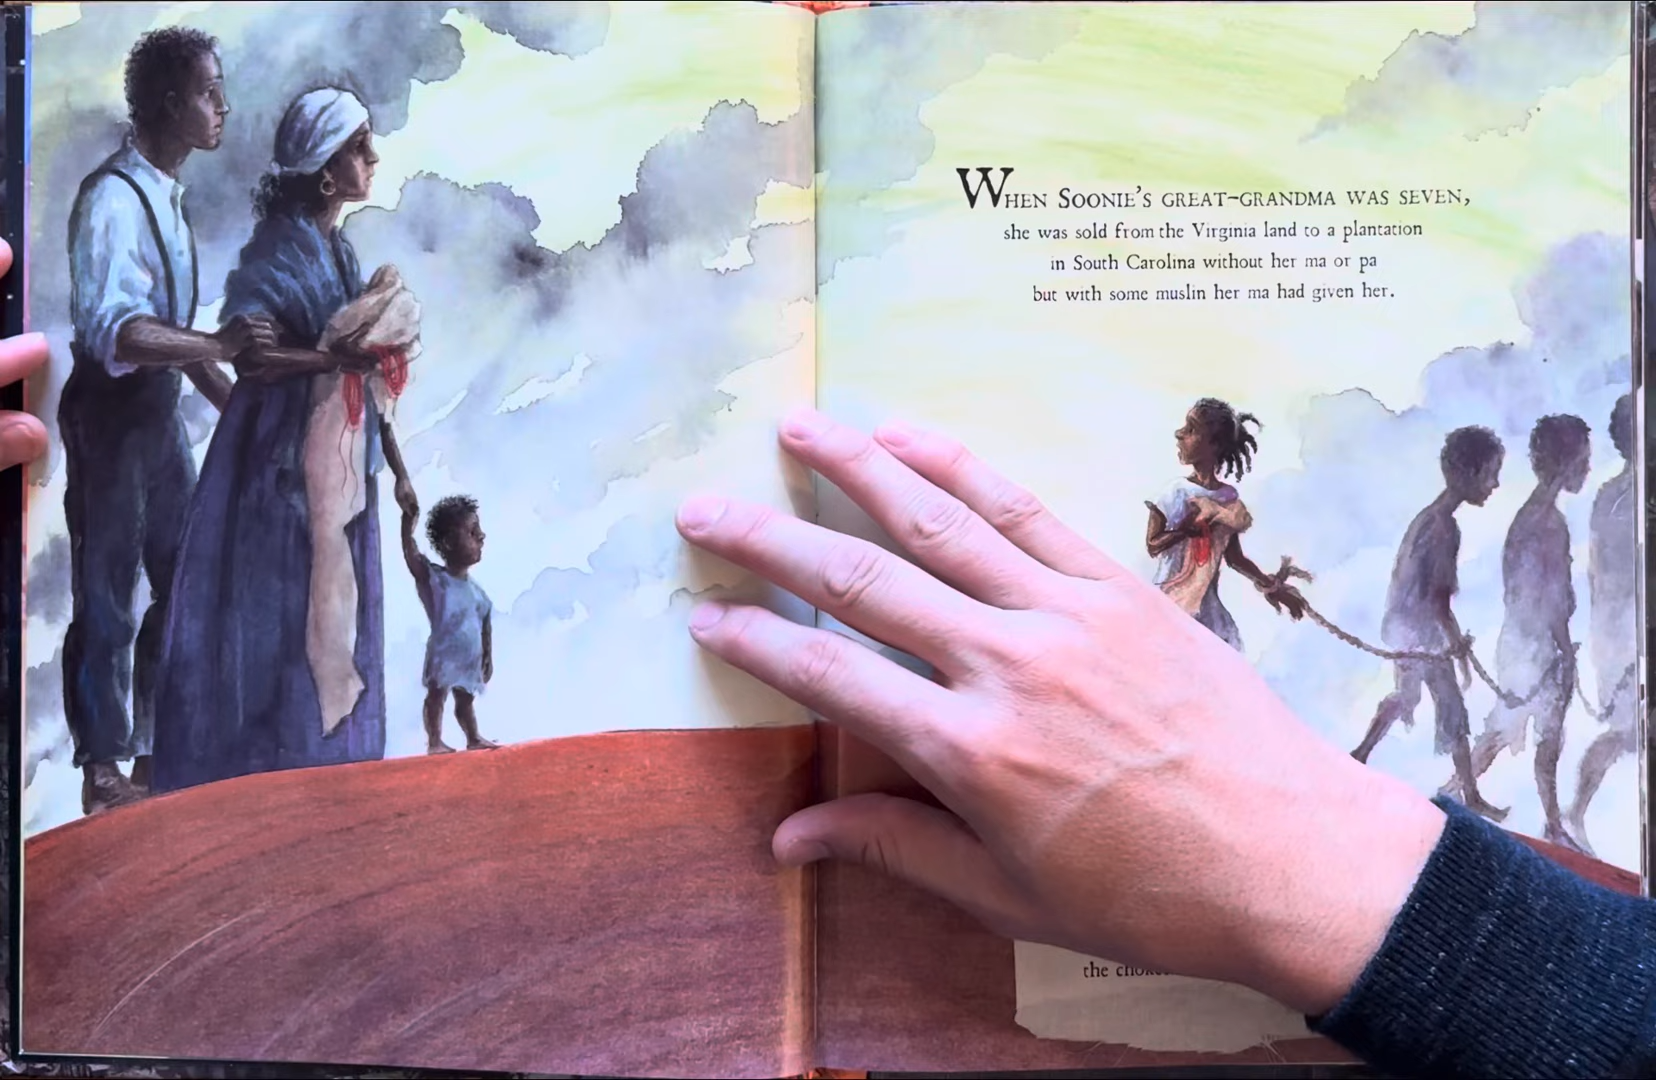 WHEN SOONIE'S GREAT-GRANDMA WAS SEVEN,
she was sold from the Virginia land to a plantation
in South Carolina without her ma or pa
but with some muslin her ma had given her.
the